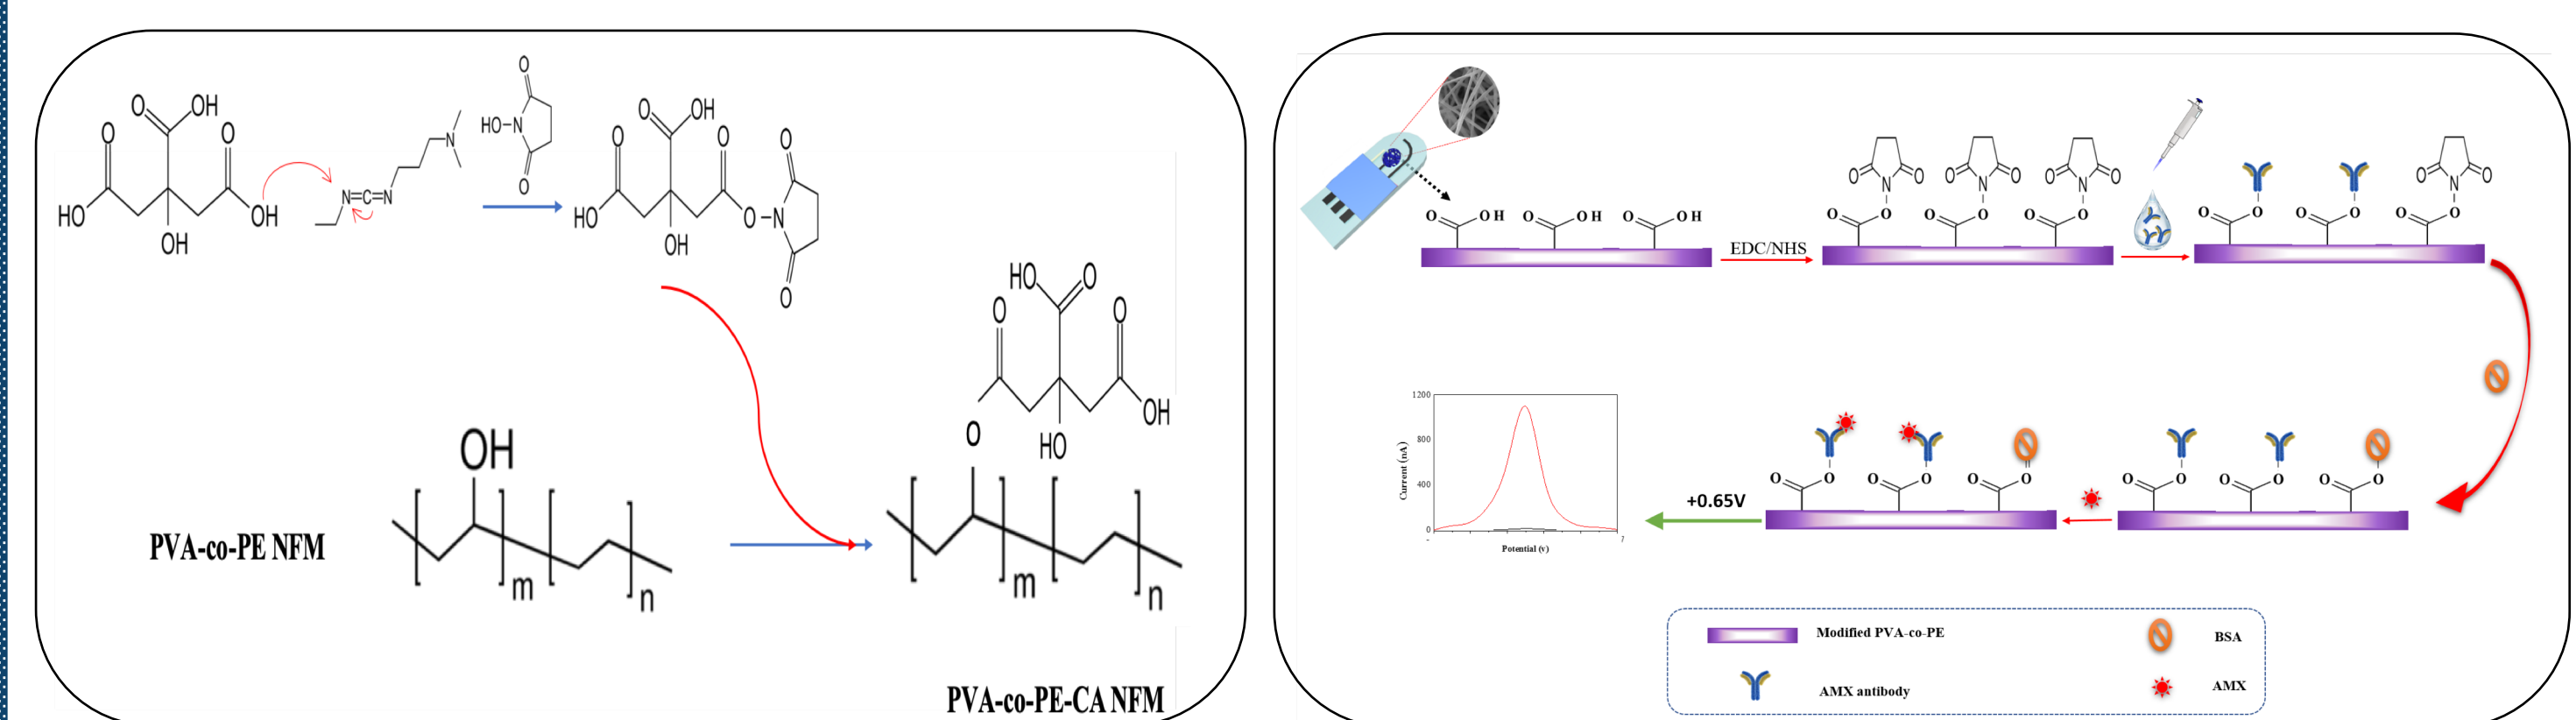 O
OH
O
O
HO
OH
OH
N=C=N
N
O
HO-N
O
O
OH
O
O
HO
OH
O
N
O
O
HO
O
O
O
OH
HO
O
PVA-co-PE NFM
OH
m
n
m
n
PVA-co-PE-CA NFM
O
OH
O
OH
O
OH
EDC/NHS
O
O
N
O
O
O
O
N
O
O
O
O
N
O
O
O
O
O
O
O
O
N
O
O
1200
800
400
0
Current (nA)
-
7
Potential (v)
+0.65V
O
O
O
O
O
O
O
O
O
O
O
O
Modified PVA-co-PE
BSA
AMX antibody
AMX